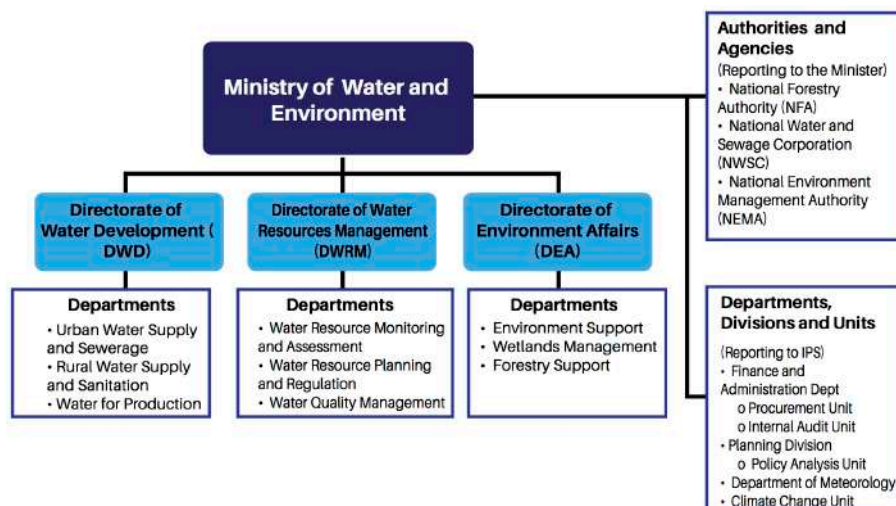 Ministry of Water and
Environment
Directorate of
Water Development (
DWD)
Directorate of Water
Resources Management
(DWRM)
Directorate of
Environment Affairs
(DEA)
Departments
• Urban Water Supply
and Sewerage
• Rural Water Supply
and Sanitation
• Water for Production
Departments
• Water Resource Monitoring
and Assessment
• Water Resource Planning
and Regulation
• Water Quality Management
Departments
• Environment Support
• Wetlands Management
• Forestry Support
Authorities and
Agencies
(Reporting to the Minister)
• National Forestry
Authority (NFA)
• National Water and
Sewage Corporation
(NWSC)
• National Environment
Management Authority
(NEMA)
Departments,
Divisions and Units
(Reporting to IPS)
• Finance and
Administration Dept
o Procurement Unit
o Internal Audit Unit
• Planning Division
o Policy Analysis Unit
• Department of Meteorology
• Climate Change Unit